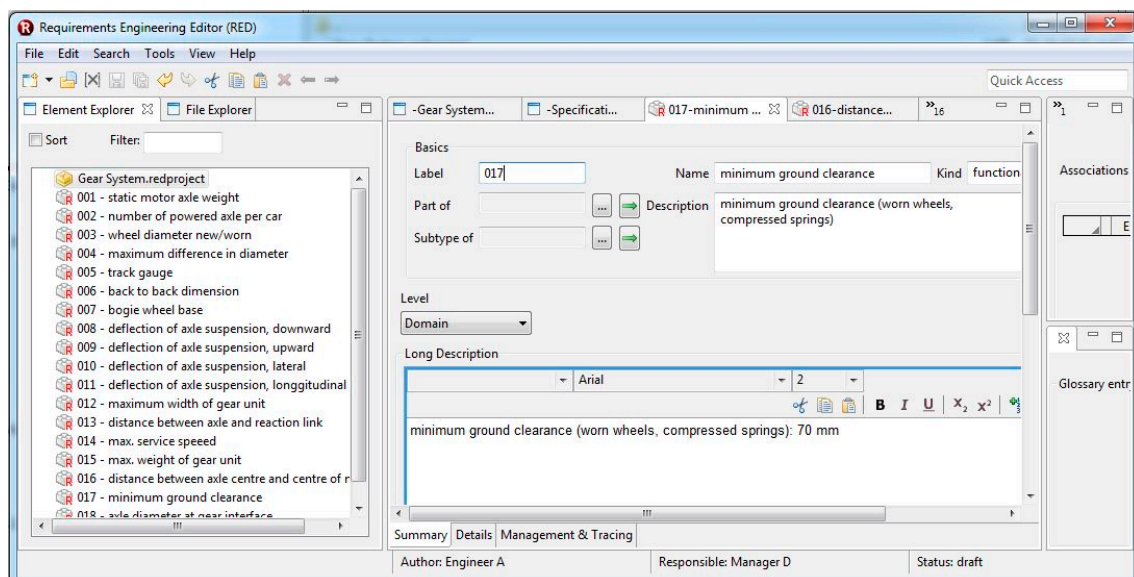 Requirements Engineering Editor (RED)
File Edit Search Tools View Help
Quick Access
Element Explorer File Explorer
Sort Filter:
Gear System.redproject
001 - static motor axle weight
002 - number of powered axle per car
003 - wheel diameter new/worn
004 - maximum difference in diameter
005 - track gauge
006 - back to back dimension
007 - bogie wheel base
008 - deflection of axle suspension, downward
009 - deflection of axle suspension, upward
010 - deflection of axle suspension, lateral
011 - deflection of axle suspension, longgitudinal
012 - maximum width of gear unit
013 - distance between axle and reaction link
014 - max. service speeed
015 - max. weight of gear unit
016 - distance between axle centre and centre of r
017 - minimum ground clearance
018 - axle diameter at gear interface
-Gear System... -Specificati... 017-minimum ... 016-distance... »16
Basics
Label 017 Name minimum ground clearance Kind function
Part of ... Description minimum ground clearance (worn wheels,
compressed springs)
Subtype of ...
Level
Domain
Long Description
Arial 2
B I U X₂ x²
minimum ground clearance (worn wheels, compressed springs): 70 mm
Summary Details Management & Tracing
Author: Engineer A Responsible: Manager D Status: draft
»1
Associations
E
Glossary entr